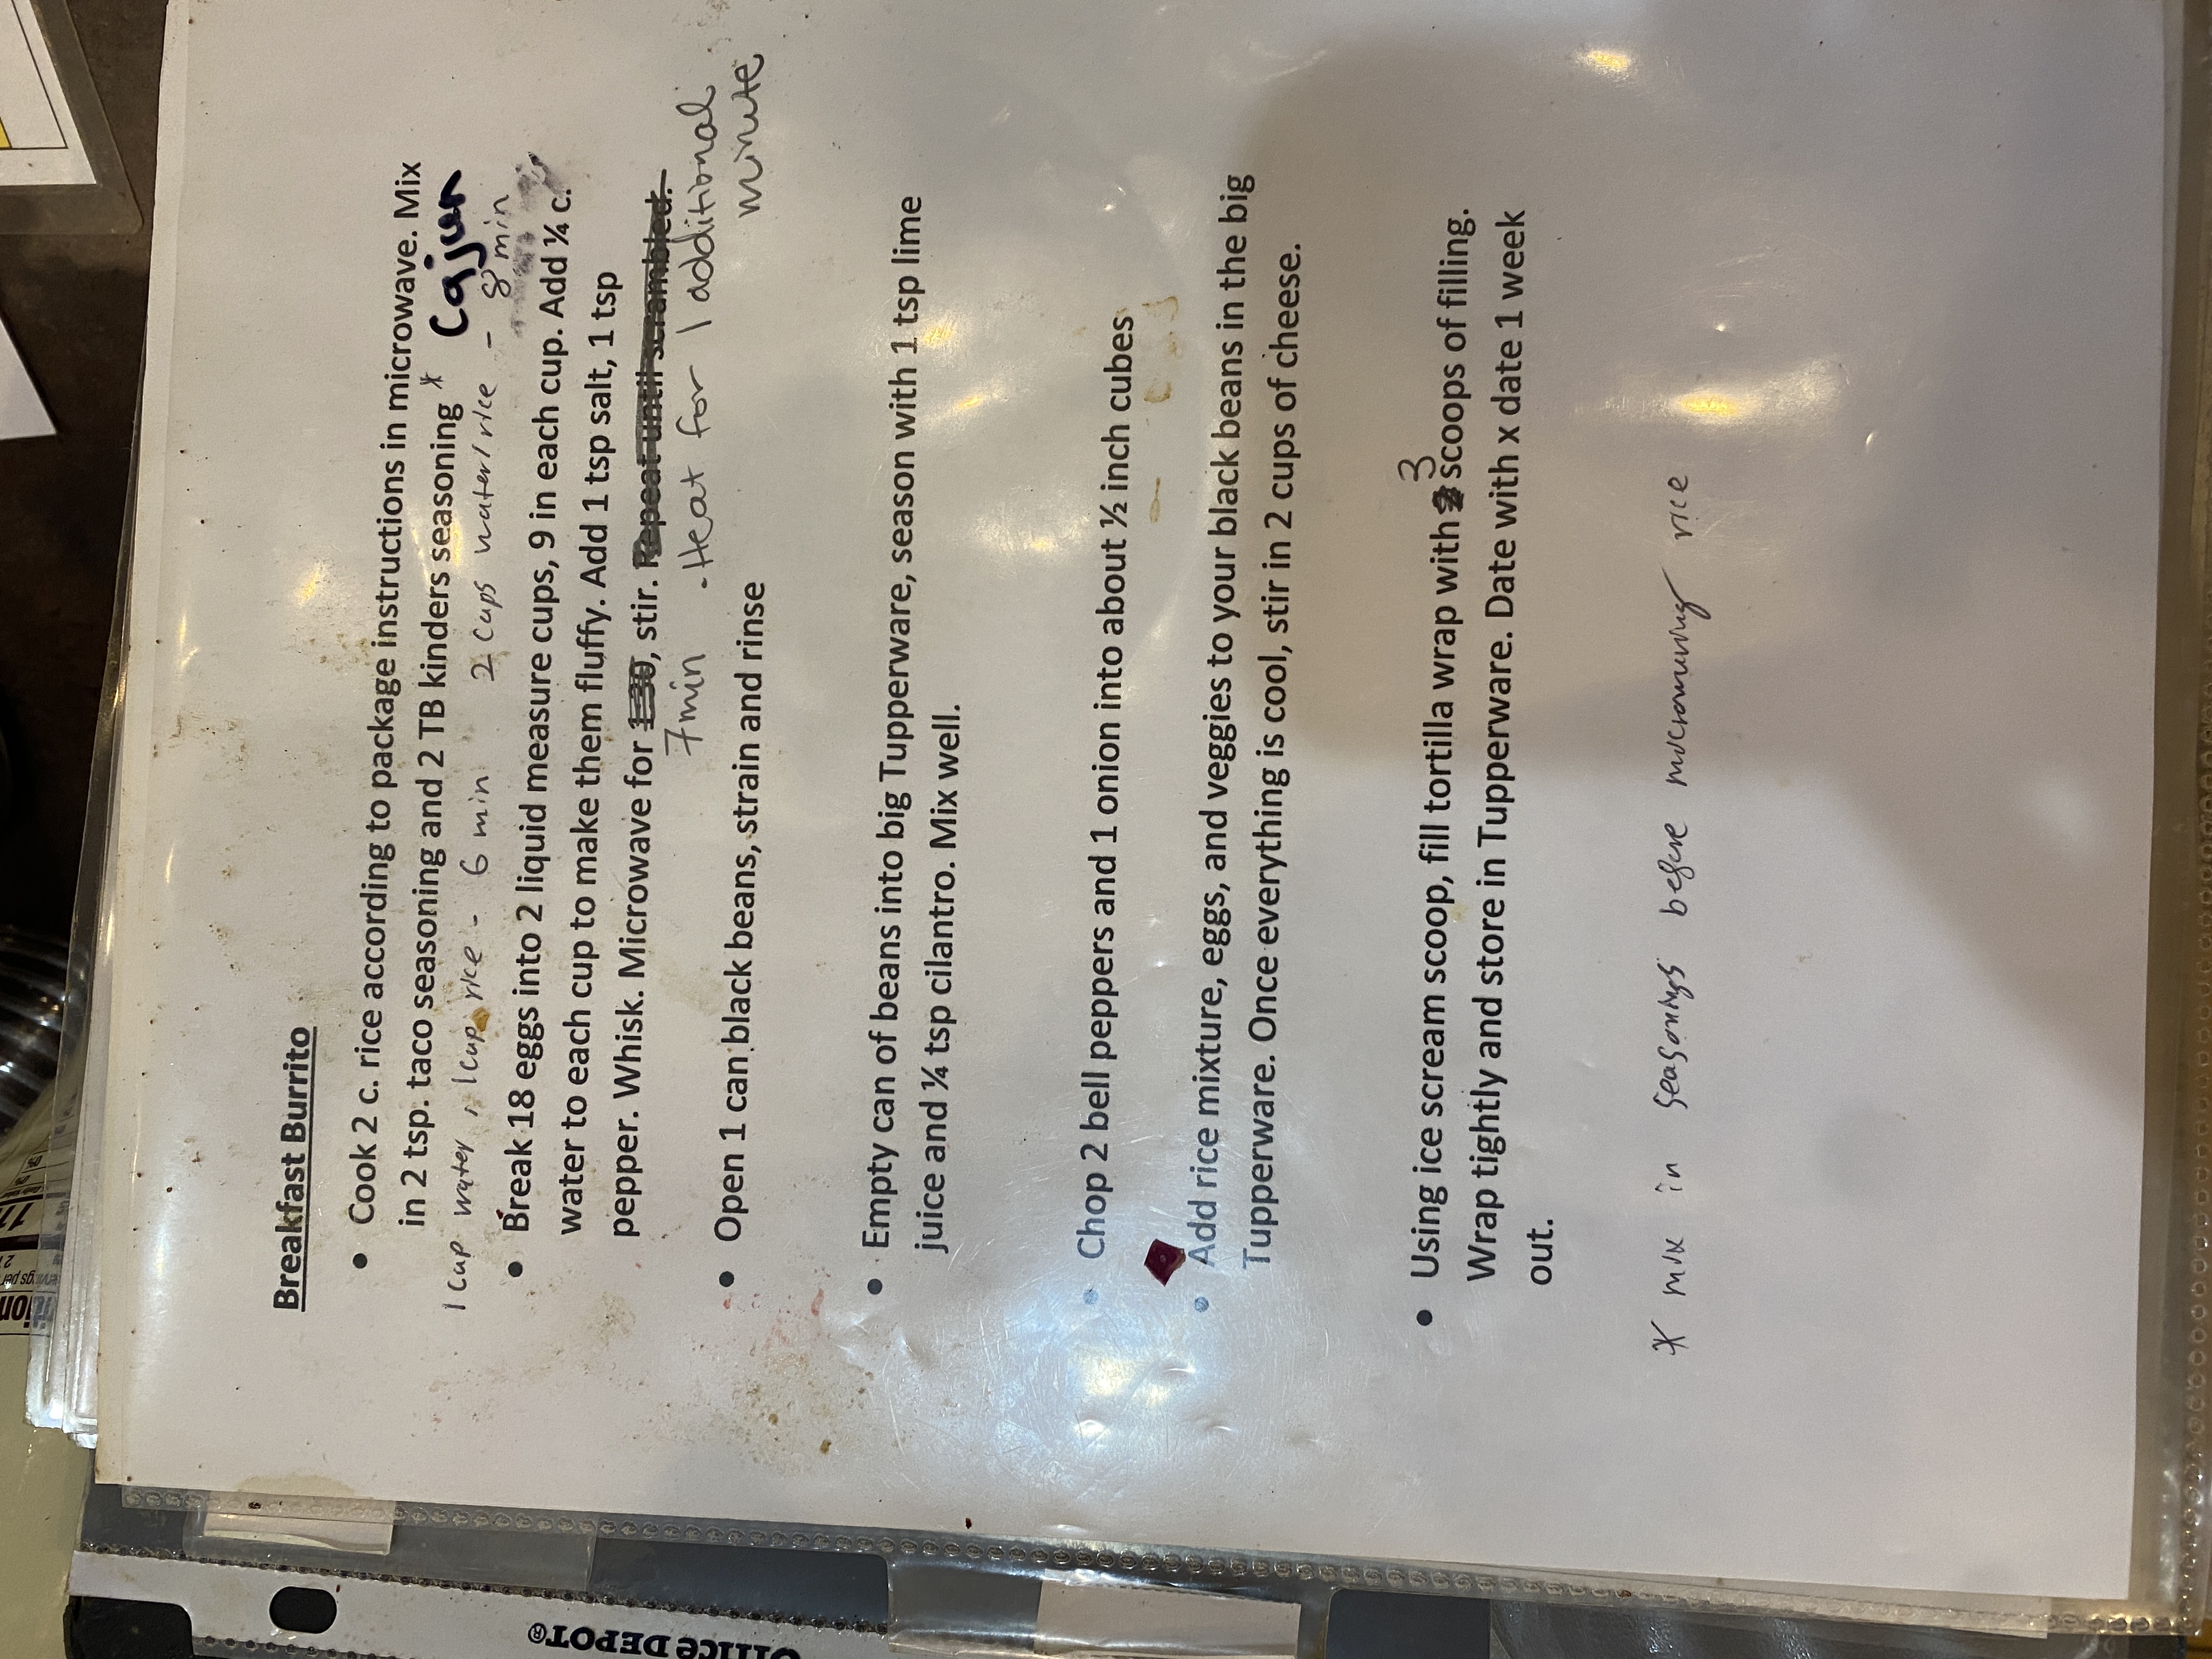 Office DEPOT®
Breakfast Burrito
• Cook 2 c. rice according to package instructions in microwave. Mix
in 2 tsp. taco seasoning and 2 TB kinders seasoning * Cajun
1 cup water, 1 cup rice - 6 min 2 cups water/rice - 8 min
• Break 18 eggs into 2 liquid measure cups, 9 in each cup. Add ¼ c.
water to each cup to make them fluffy. Add 1 tsp salt, 1 tsp
pepper. Whisk. Microwave for 1:30, stir. Repeat until scrambled.
7 min - Heat for 1 additional
minute
• Open 1 can black beans, strain and rinse
• Empty can of beans into big Tupperware, season with 1 tsp lime
juice and ¼ tsp cilantro. Mix well.
• Chop 2 bell peppers and 1 onion into about ½ inch cubes
• Add rice mixture, eggs, and veggies to your black beans in the big
Tupperware. Once everything is cool, stir in 2 cups of cheese.
3
• Using ice scream scoop, fill tortilla wrap with 2 scoops of filling.
Wrap tightly and store in Tupperware. Date with x date 1 week
out.
* mix in seasonings before microwaving rice